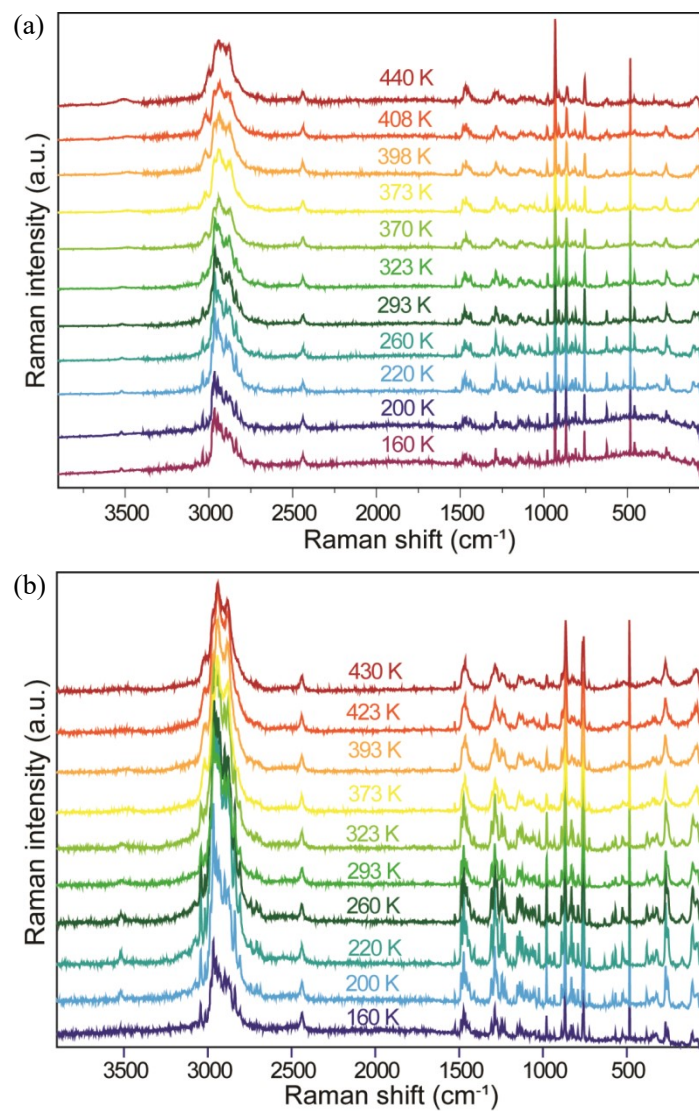 (a)
440 K
408 K
398 K
373 K
370 K
323 K
293 K
260 K
220 K
200 K
160 K
Raman intensity (a.u.)
3500 3000 2500 2000 1500 1000 500
Raman shift (cm⁻¹)
(b)
430 K
423 K
393 K
373 K
323 K
293 K
260 K
220 K
200 K
160 K
Raman intensity (a.u.)
3500 3000 2500 2000 1500 1000 500
Raman shift (cm⁻¹)